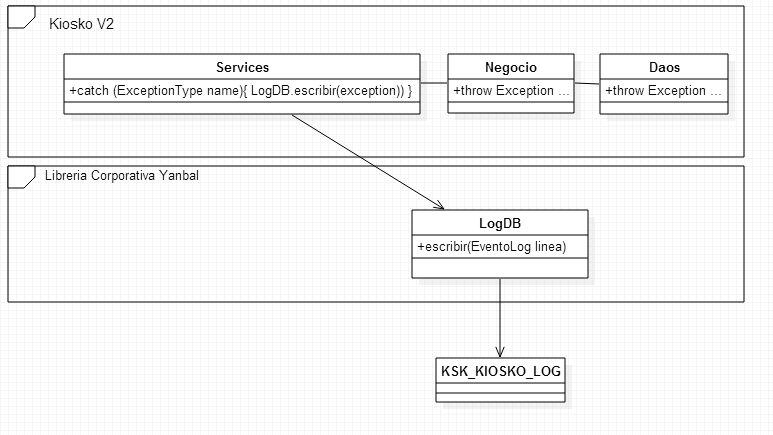 Kiosko V2
Services
+catch (ExceptionType name){ LogDB.escribir(exception)) }
Negocio
+throw Exception ...
Daos
+throw Exception ...
Libreria Corporativa Yanbal
LogDB
+escribir(EventoLog linea)
KSK_KIOSKO_LOG